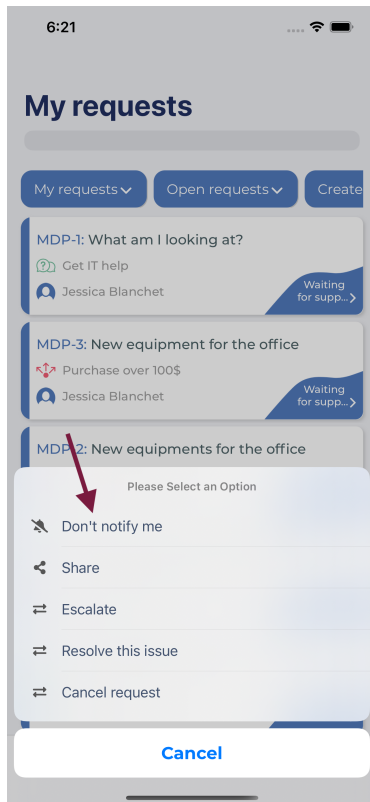 6:21
My requests
My requests
Open requests
Create
MDP-1: What am I looking at?
Get IT help
Jessica Blanchet
Waiting
for supp...
MDP-3: New equipment for the office
Purchase over 100$
Jessica Blanchet
Waiting
for supp...
MDP-2: New equipments for the office
Please Select an Option
Don't notify me
Share
Escalate
Resolve this issue
Cancel request
Cancel